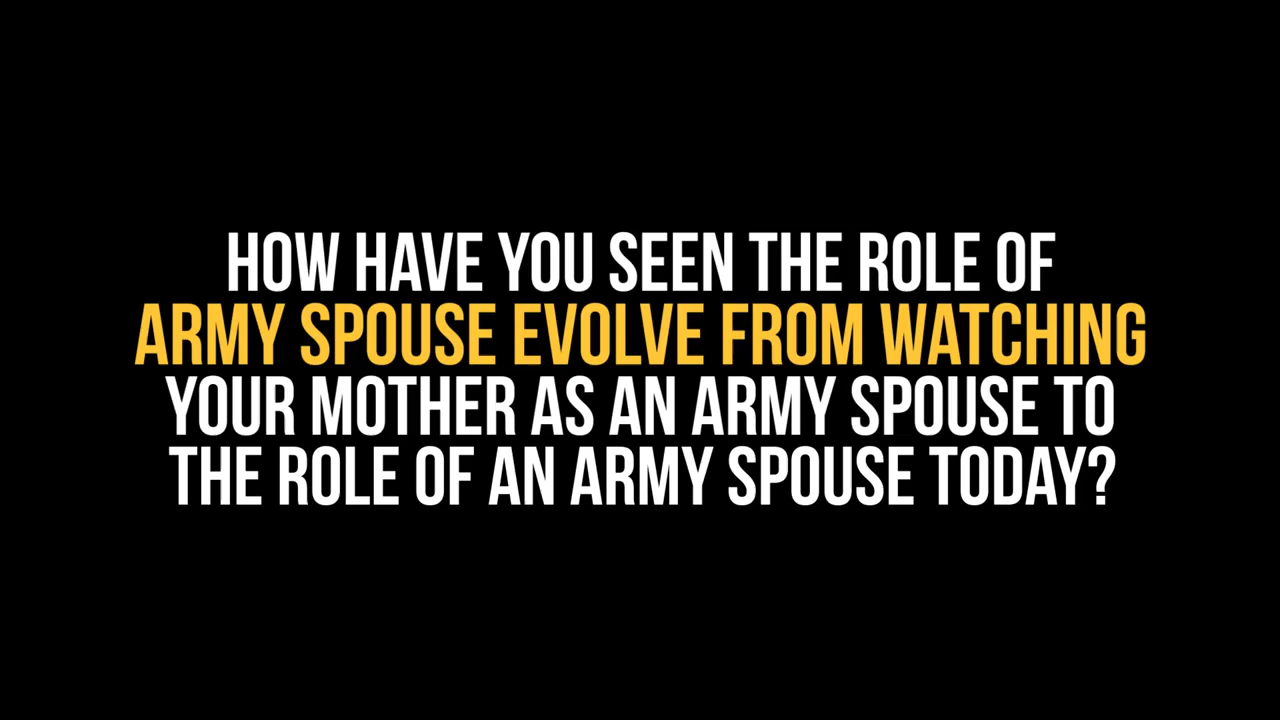 HOW HAVE YOU SEEN THE ROLE OF
ARMY SPOUSE EVOLVE FROM WATCHING
YOUR MOTHER AS AN ARMY SPOUSE TO
THE ROLE OF AN ARMY SPOUSE TODAY?